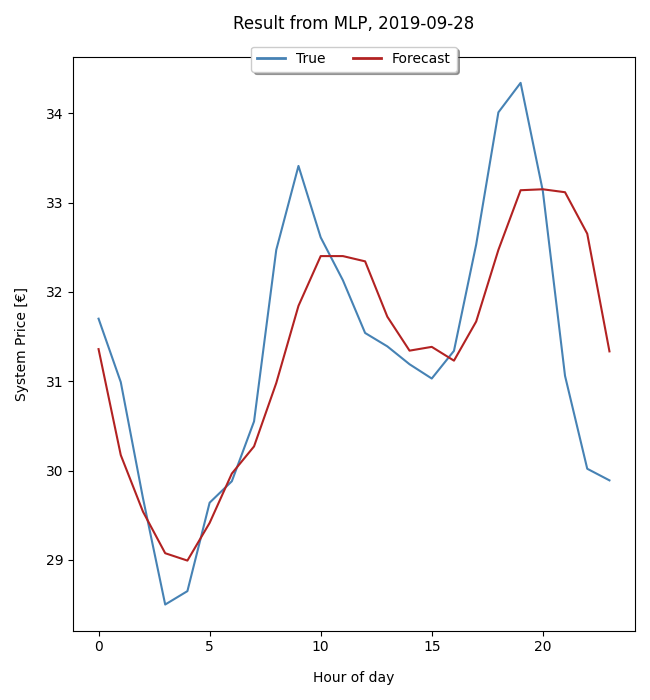 Result from MLP, 2019-09-28
True Forecast
34
33
32
31
30
29
System Price [€]
0 5 10 15 20
Hour of day